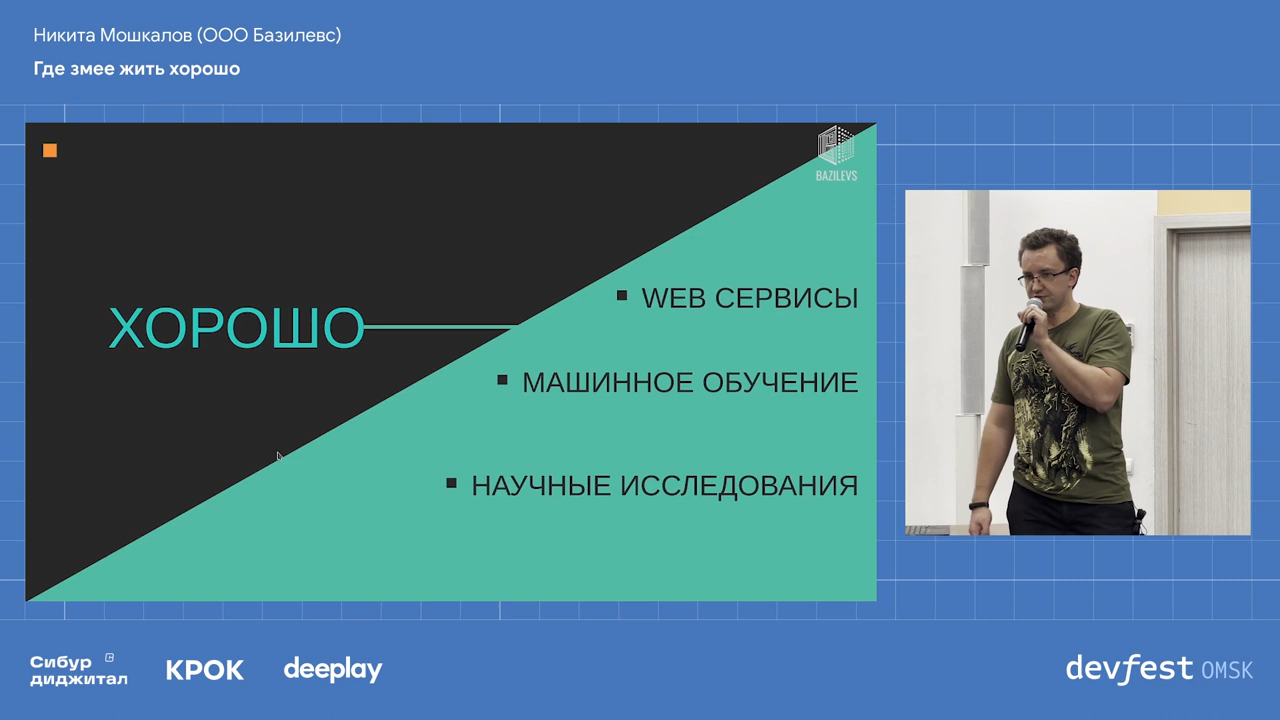 Никита Мошкалов (ООО Базилевс)
Где змее жить хорошо
BAZILEVS
ХОРОШО
WEB СЕРВИСЫ
МАШИННОЕ ОБУЧЕНИЕ
НАУЧНЫЕ ИССЛЕДОВАНИЯ
Сибур
диджитал
КРОК
deeplay
devfest OMSK